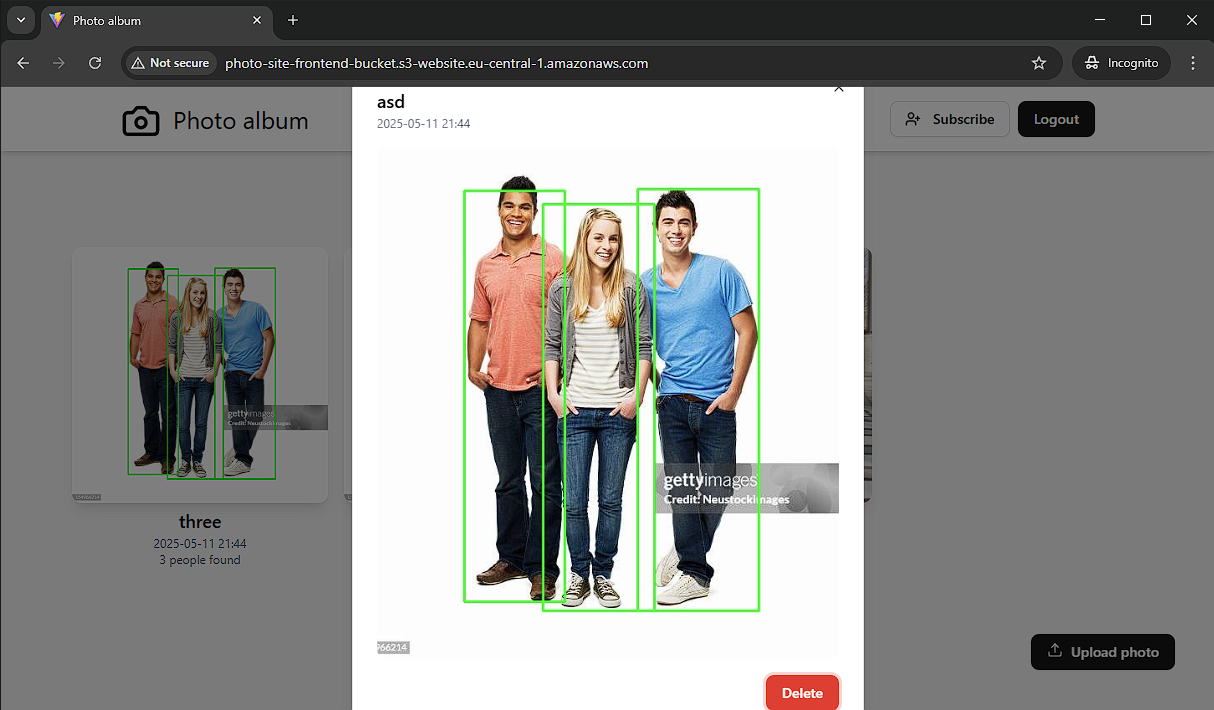 Photo album
Not secure
photo-site-frontend-bucket.s3-website.eu-central-1.amazonaws.com
Incognito
Photo album
Subscribe
Logout
asd
2025-05-11 21:44
gettyimages
Credit: Neustockimages
966214
Delete
gettyimages
Credit: Neustockimages
three
2025-05-11 21:44
3 people found
Upload photo